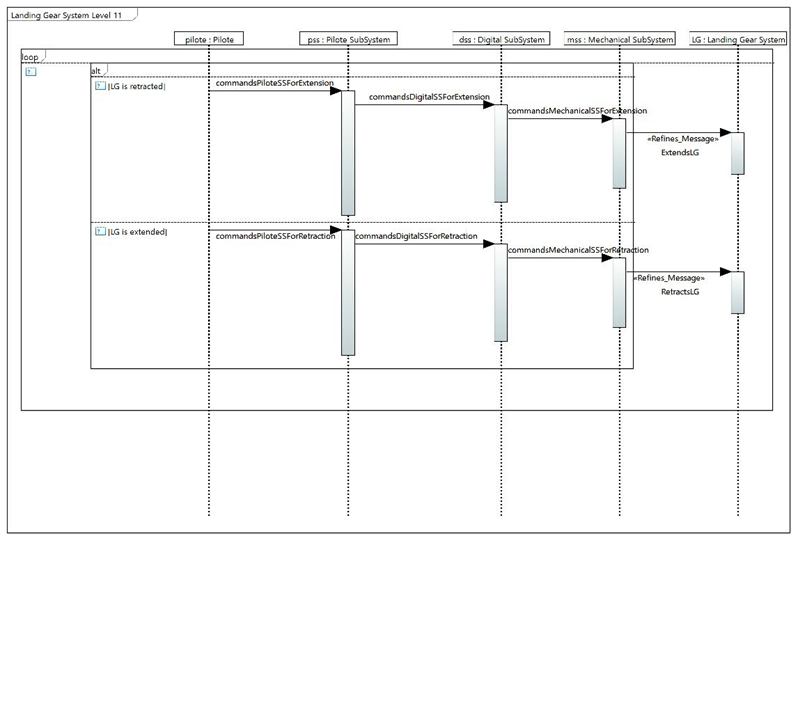 Landing Gear System Level 11
pilote : Pilote
pss : Pilote SubSystem
dss : Digital SubSystem
mss : Mechanical SubSystem
LG : Landing Gear System
loop
alt
[LG is retracted]
commandsPiloteSSForExtension
commandsDigitalSSForExtension
commandsMechanicalSSForExtension
«Refines_Message»
ExtendsLG
[LG is extended]
commandsPiloteSSForRetraction
commandsDigitalSSForRetraction
commandsMechanicalSSForRetraction
«Refines_Message»
RetractsLG